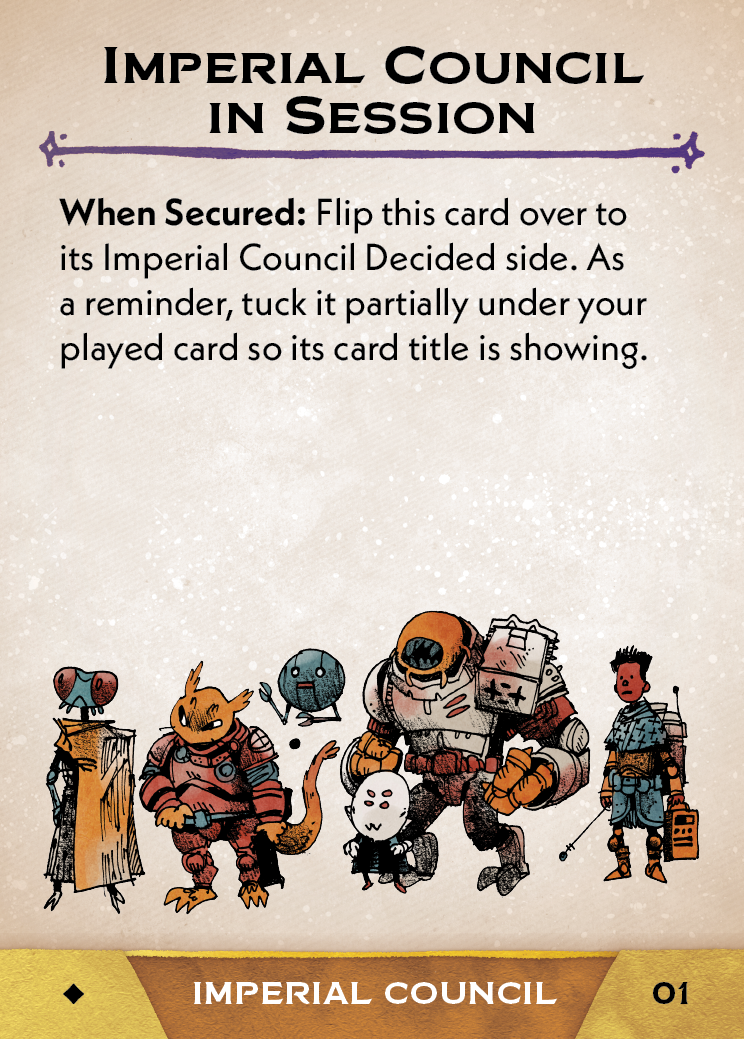 IMPERIAL COUNCIL
IN SESSION
When Secured: Flip this card over to
its Imperial Council Decided side. As
a reminder, tuck it partially under your
played card so its card title is showing.
IMPERIAL COUNCIL
01